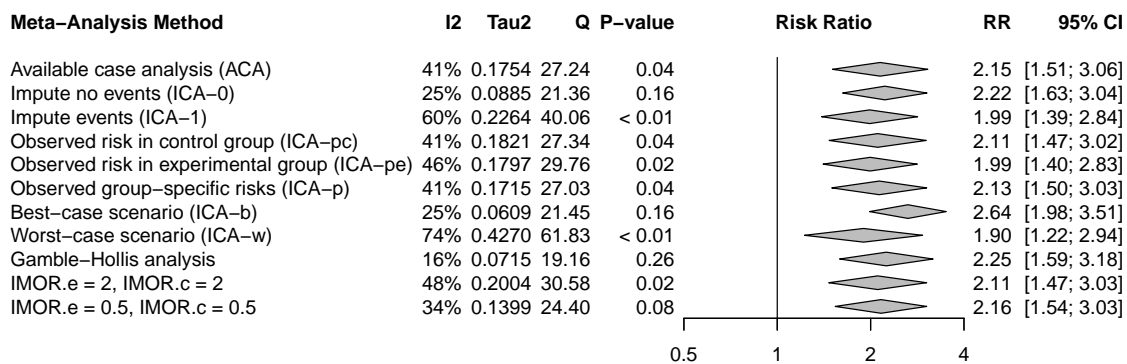 Meta−Analysis Method I2 Tau2 Q P−value Risk Ratio RR 95% CI
Available case analysis (ACA) 41% 0.1754 27.24 0.04 2.15 [1.51; 3.06]
Impute no events (ICA−0) 25% 0.0885 21.36 0.16 2.22 [1.63; 3.04]
Impute events (ICA−1) 60% 0.2264 40.06 < 0.01 1.99 [1.39; 2.84]
Observed risk in control group (ICA−pc) 41% 0.1821 27.34 0.04 2.11 [1.47; 3.02]
Observed risk in experimental group (ICA−pe) 46% 0.1797 29.76 0.02 1.99 [1.40; 2.83]
Observed group−specific risks (ICA−p) 41% 0.1715 27.03 0.04 2.13 [1.50; 3.03]
Best−case scenario (ICA−b) 25% 0.0609 21.45 0.16 2.64 [1.98; 3.51]
Worst−case scenario (ICA−w) 74% 0.4270 61.83 < 0.01 1.90 [1.22; 2.94]
Gamble−Hollis analysis 16% 0.0715 19.16 0.26 2.25 [1.59; 3.18]
IMOR.e = 2, IMOR.c = 2 48% 0.2004 30.58 0.02 2.11 [1.47; 3.03]
IMOR.e = 0.5, IMOR.c = 0.5 34% 0.1399 24.40 0.08 2.16 [1.54; 3.03]
0.5 1 2 4